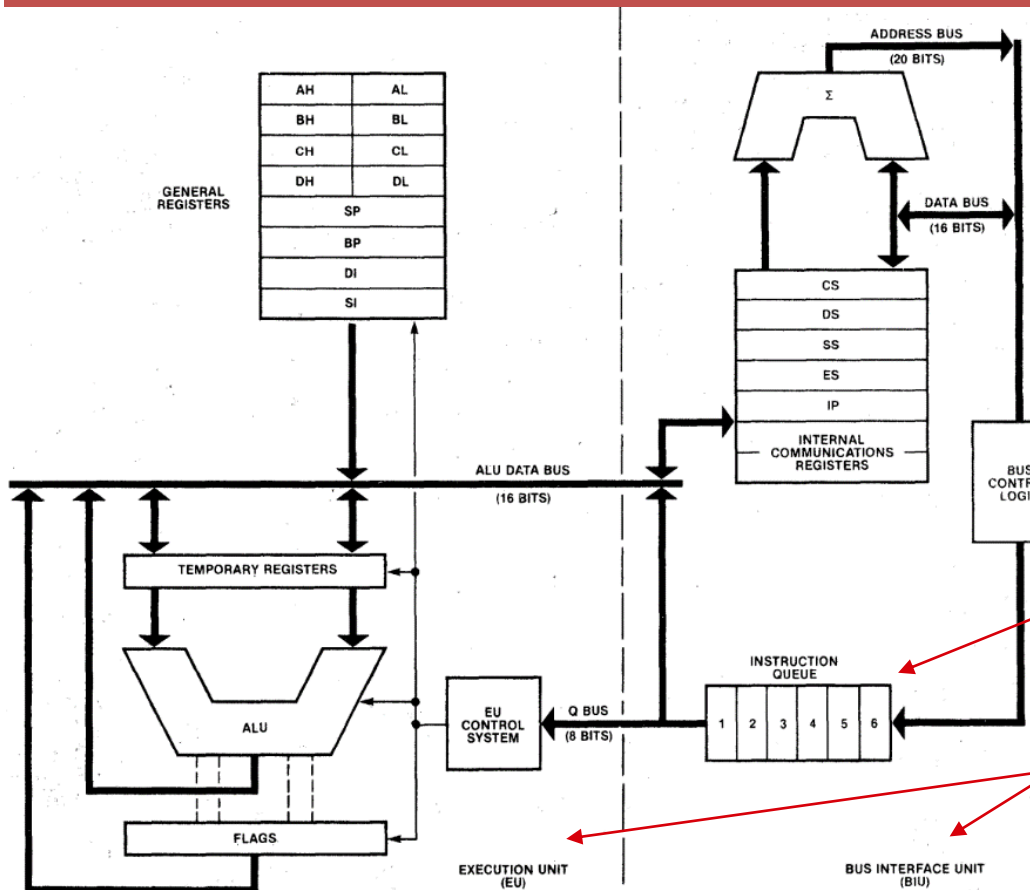 ADDRESS BUS
(20 BITS)
Σ
AH AL
BH BL
CH CL
DH DL
SP
BP
DI
SI
GENERAL
REGISTERS
DATA BUS
(16 BITS)
CS
DS
SS
ES
IP
INTERNAL
COMMUNICATIONS
REGISTERS
BUS
CONTR
LOGI
ALU DATA BUS
(16 BITS)
TEMPORARY REGISTERS
ALU
FLAGS
EU
CONTROL
SYSTEM
Q BUS
(8 BITS)
INSTRUCTION
QUEUE
1 2 3 4 5 6
EXECUTION UNIT
(EU)
BUS INTERFACE UNIT
(BIU)